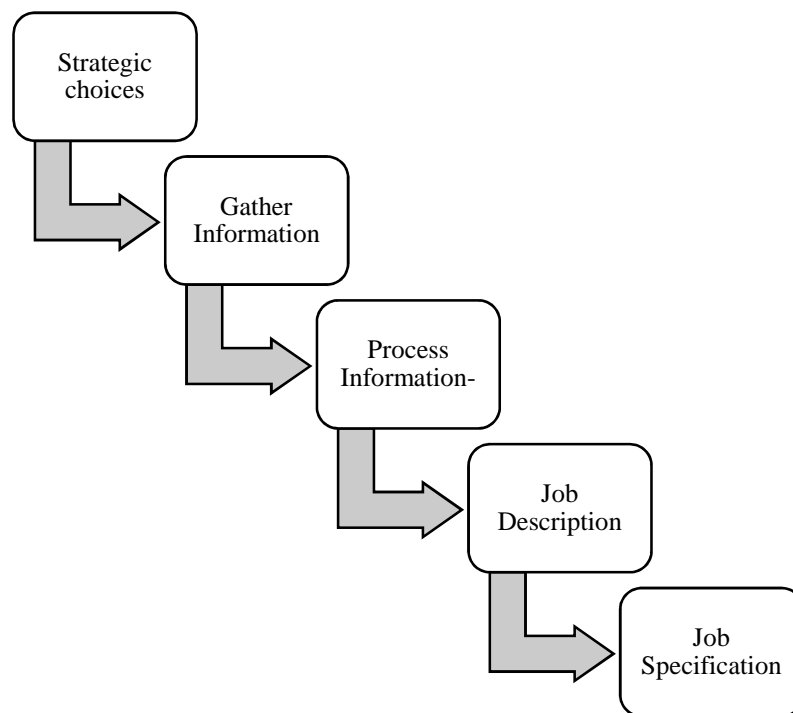 Strategic
choices
Gather
Information
Process
Information-
Job
Description
Job
Specification